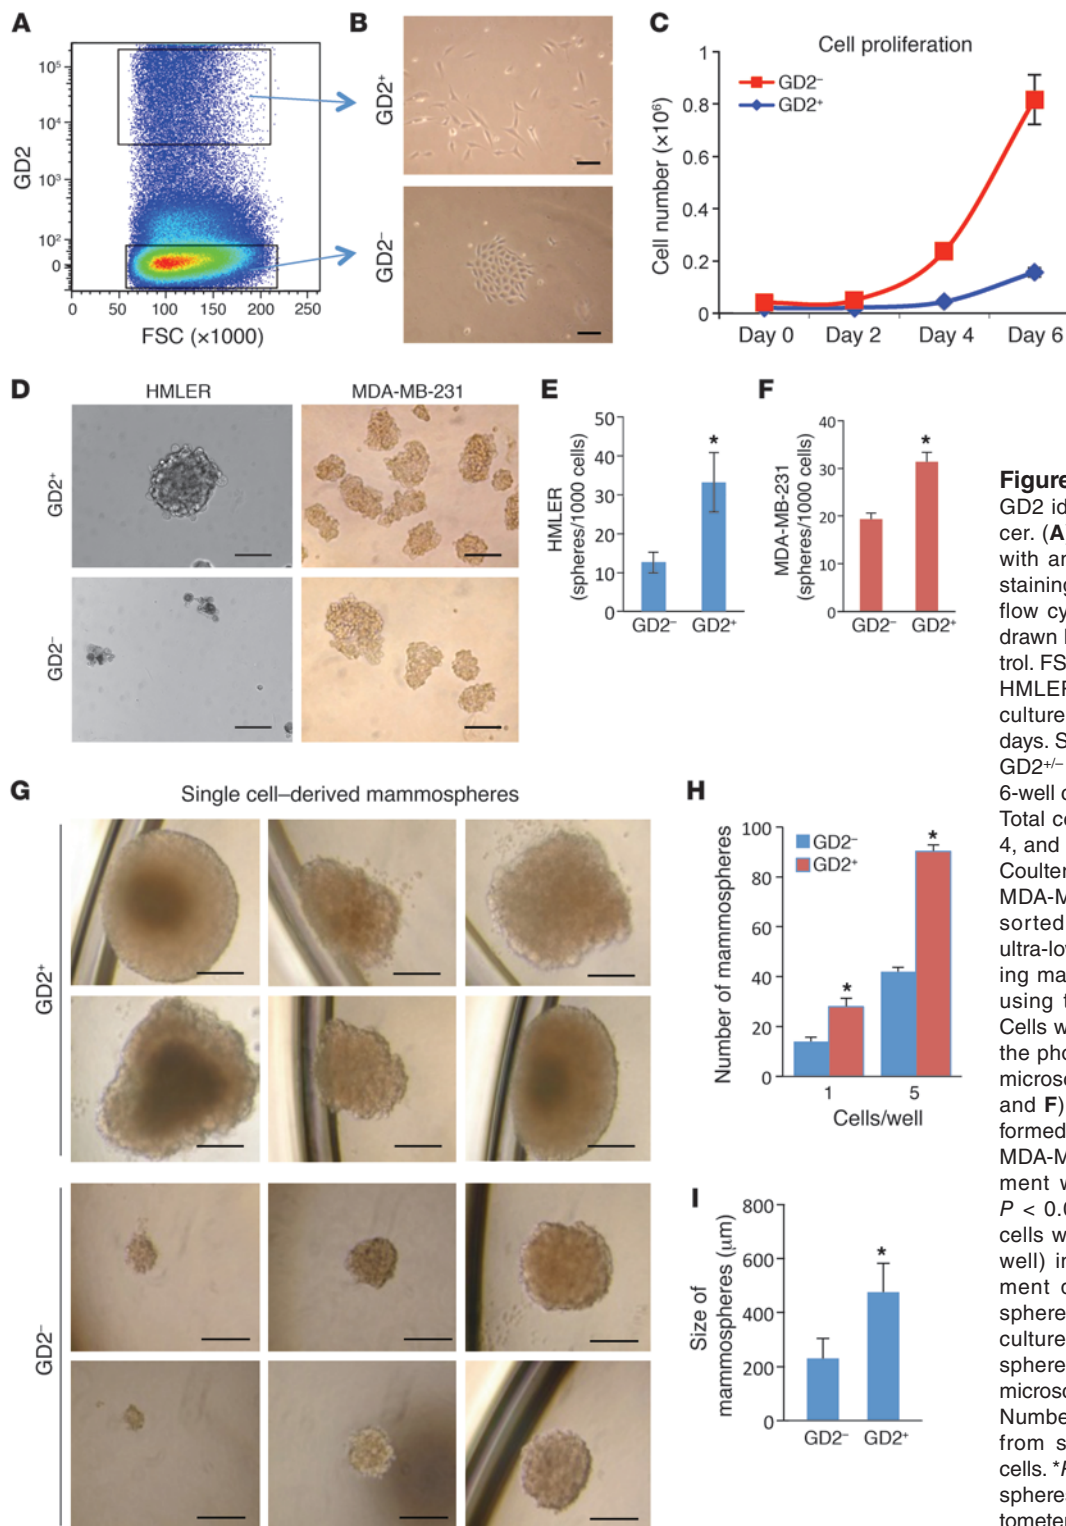 A
GD2
10⁵
10⁴
10³
10²
0
0 50 100 150 200 250
FSC (×1000)
B
GD2⁺
GD2⁻
C
Cell proliferation
GD2⁻
GD2⁺
Cell number (×10⁶)
1
0.8
0.6
0.4
0.2
0
Day 0 Day 2 Day 4 Day 6
D
HMLER MDA-MB-231
GD2⁺
GD2⁻
E
HMLER
(spheres/1000 cells)
50
40
30
20
10
0
*
GD2⁻ GD2⁺
F
MDA-MB-231
(spheres/1000 cells)
40
30
20
10
0
*
GD2⁻ GD2⁺
G
Single cell–derived mammospheres
GD2⁺
GD2⁻
H
Number of mammospheres
100
80
60
40
20
0
GD2⁻
GD2⁺
*
*
1 5
Cells/well
I
Size of
mammospheres (μm)
800
600
400
200
0
*
GD2⁻ GD2⁺
Figure
GD2 id
cer. (A
with ar
staining
flow cy
drawn
trol. FS
HMLER
culture
days. S
GD2⁺/⁻
6-well c
Total ce
4, and
Coulter
MDA-M
sorted
ultra-lov
ing ma
using t
Cells w
the pho
microsc
and F)
formed
MDA-M
ment w
P < 0.0
cells w
well) ir
ment c
sphere
culture
sphere
microsc
Numbe
from s
cells. *
spheres
tometer